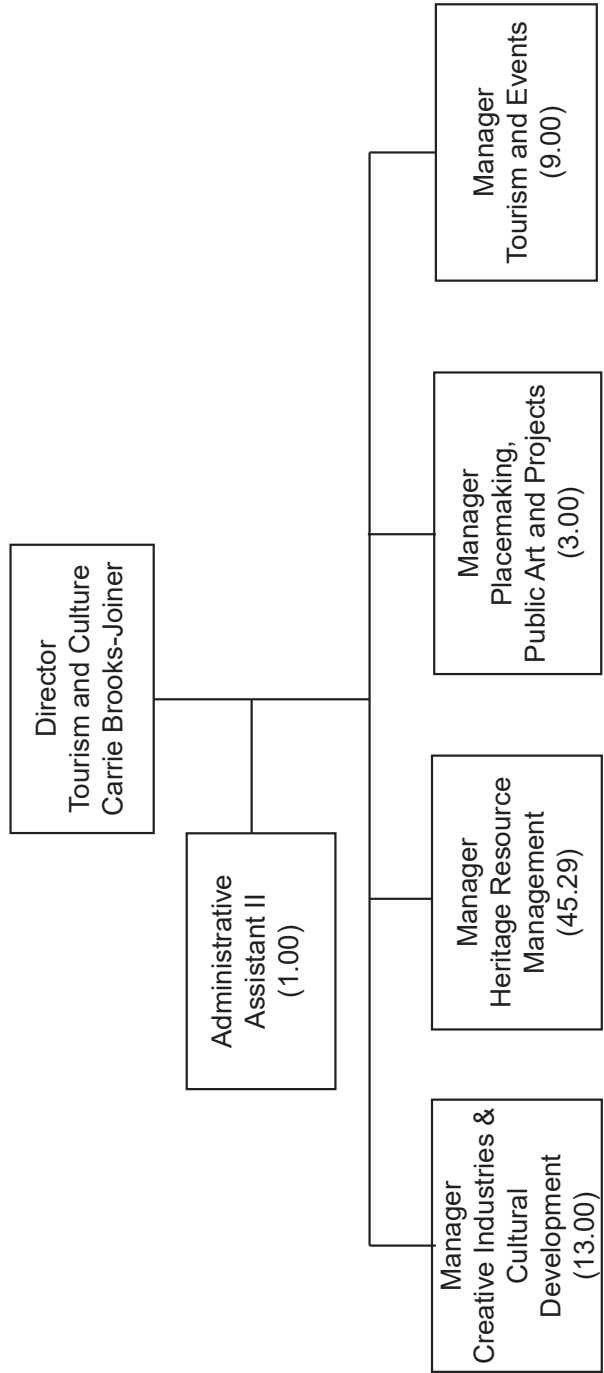 Director
Tourism and Culture
Carrie Brooks-Joiner
Administrative
Assistant II
(1.00)
Manager
Creative Industries &
Cultural
Development
(13.00)
Manager
Heritage Resource
Management
(45.29)
Manager
Placemaking,
Public Art and Projects
(3.00)
Manager
Tourism and Events
(9.00)